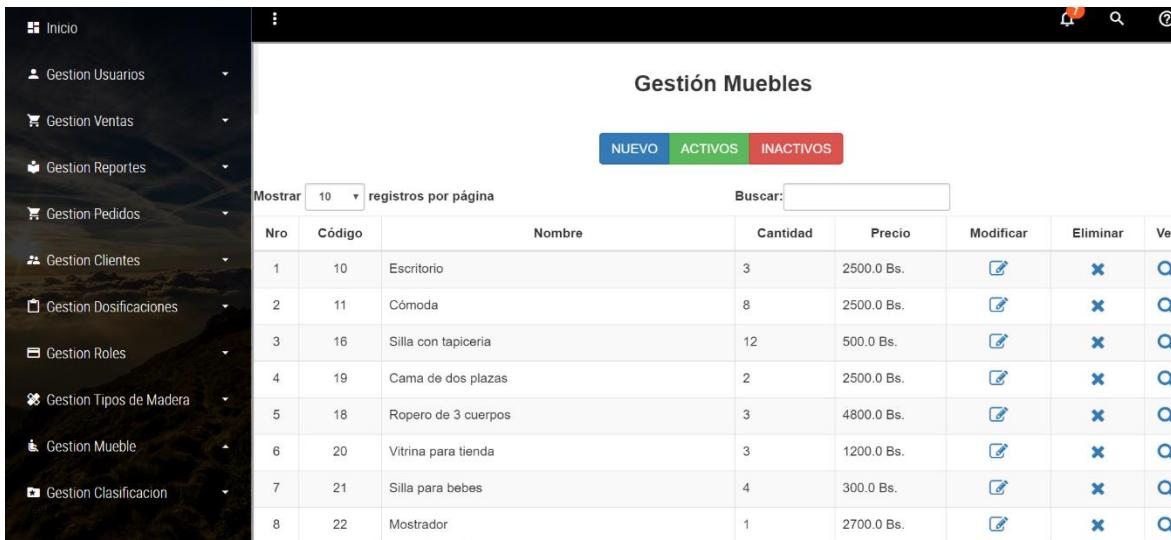 Inicio
Gestion Usuarios
Gestion Ventas
Gestion Reportes
Gestion Pedidos
Gestion Clientes
Gestion Dosificaciones
Gestion Roles
Gestion Tipos de Madera
Gestion Mueble
Gestion Clasificacion
7
Gestión Muebles
NUEVO ACTIVOS INACTIVOS
Mostrar 10 registros por página Buscar:
Nro Código Nombre Cantidad Precio Modificar Eliminar Ve
1 10 Escritorio 3 2500.0 Bs.
2 11 Cómoda 8 2500.0 Bs.
3 16 Silla con tapiceria 12 500.0 Bs.
4 19 Cama de dos plazas 2 2500.0 Bs.
5 18 Ropero de 3 cuerpos 3 4800.0 Bs.
6 20 Vitrina para tienda 3 1200.0 Bs.
7 21 Silla para bebes 4 300.0 Bs.
8 22 Mostrador 1 2700.0 Bs.